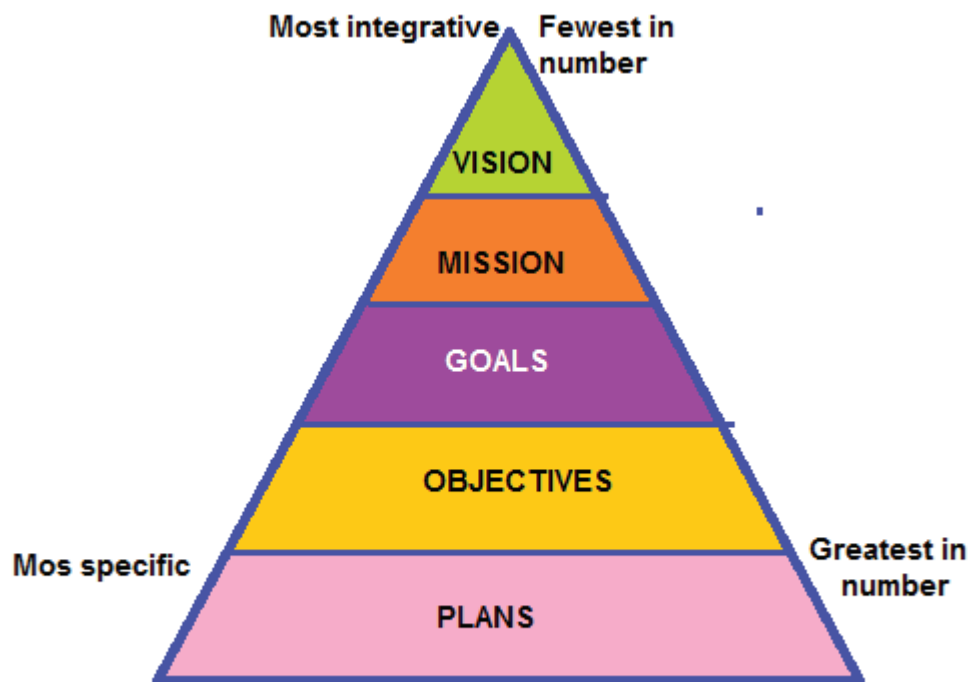 Most integrative
Fewest in
number
VISION
MISSION
GOALS
OBJECTIVES
Mos specific
Greatest in
number
PLANS